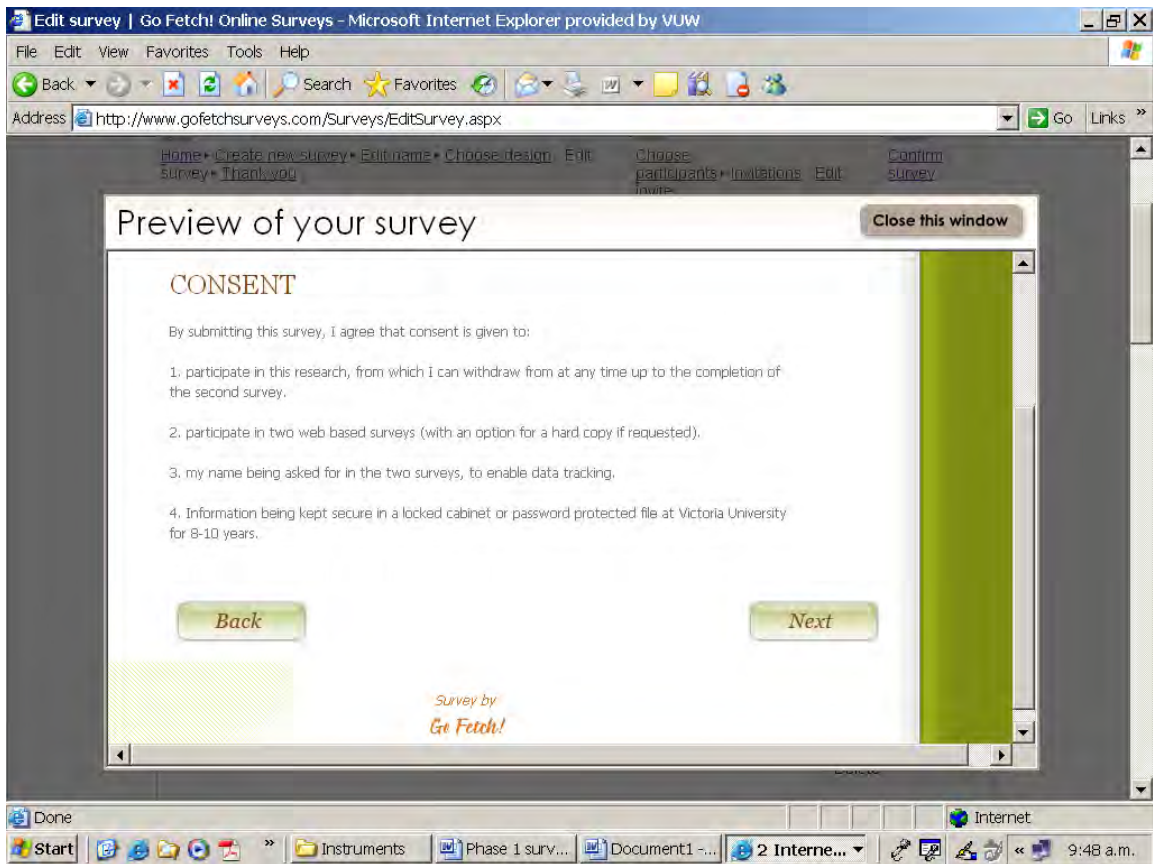 Edit survey | Go Fetch! Online Surveys - Microsoft Internet Explorer provided by VUW
File Edit View Favorites Tools Help
Back Search Favorites
Address http://www.gofetchsurveys.com/Surveys/EditSurvey.aspx Go Links »
Home • Create new survey • Edit name • Choose design Edit Choose Confirm
survey • Thank you participants • Invitations Edit survey
invite
Preview of your survey Close this window
CONSENT
By submitting this survey, I agree that consent is given to:
1. participate in this research, from which I can withdraw from at any time up to the completion of
the second survey.
2. participate in two web based surveys (with an option for a hard copy if requested).
3. my name being asked for in the two surveys, to enable data tracking.
4. Information being kept secure in a locked cabinet or password protected file at Victoria University
for 8-10 years.
Back Next
Survey by
Go Fetch!
Delete
Done Internet
Start » Instruments Phase 1 surv... Document1 -... 2 Interne... « 9:48 a.m.